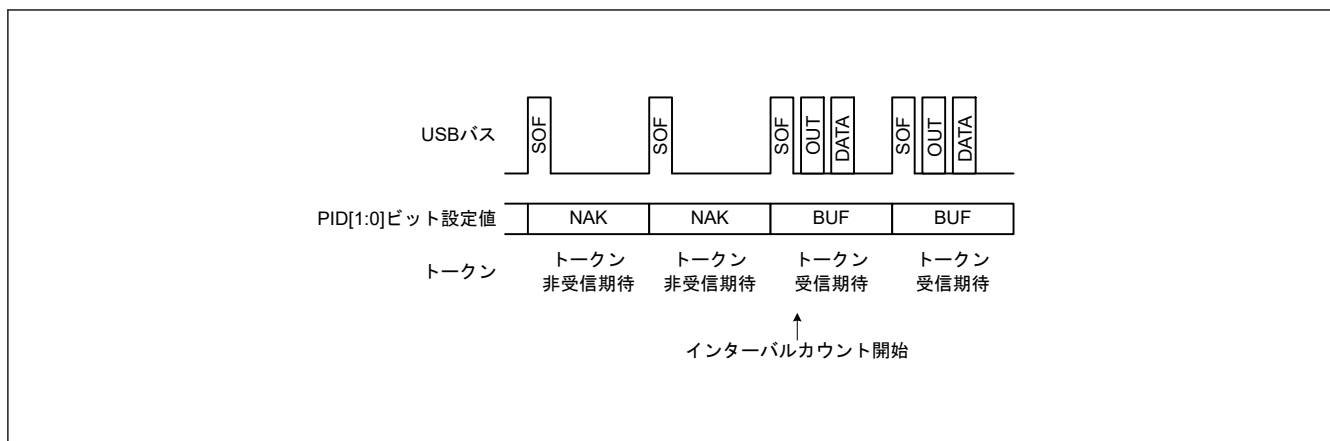 USBバス
SOF
SOF
SOF
OUT
DATA
SOF
OUT
DATA
PID[1:0]ビット設定値
NAK
NAK
BUF
BUF
トークン
トークン
非受信期待
トークン
非受信期待
トークン
受信期待
トークン
受信期待
インターバルカウント開始